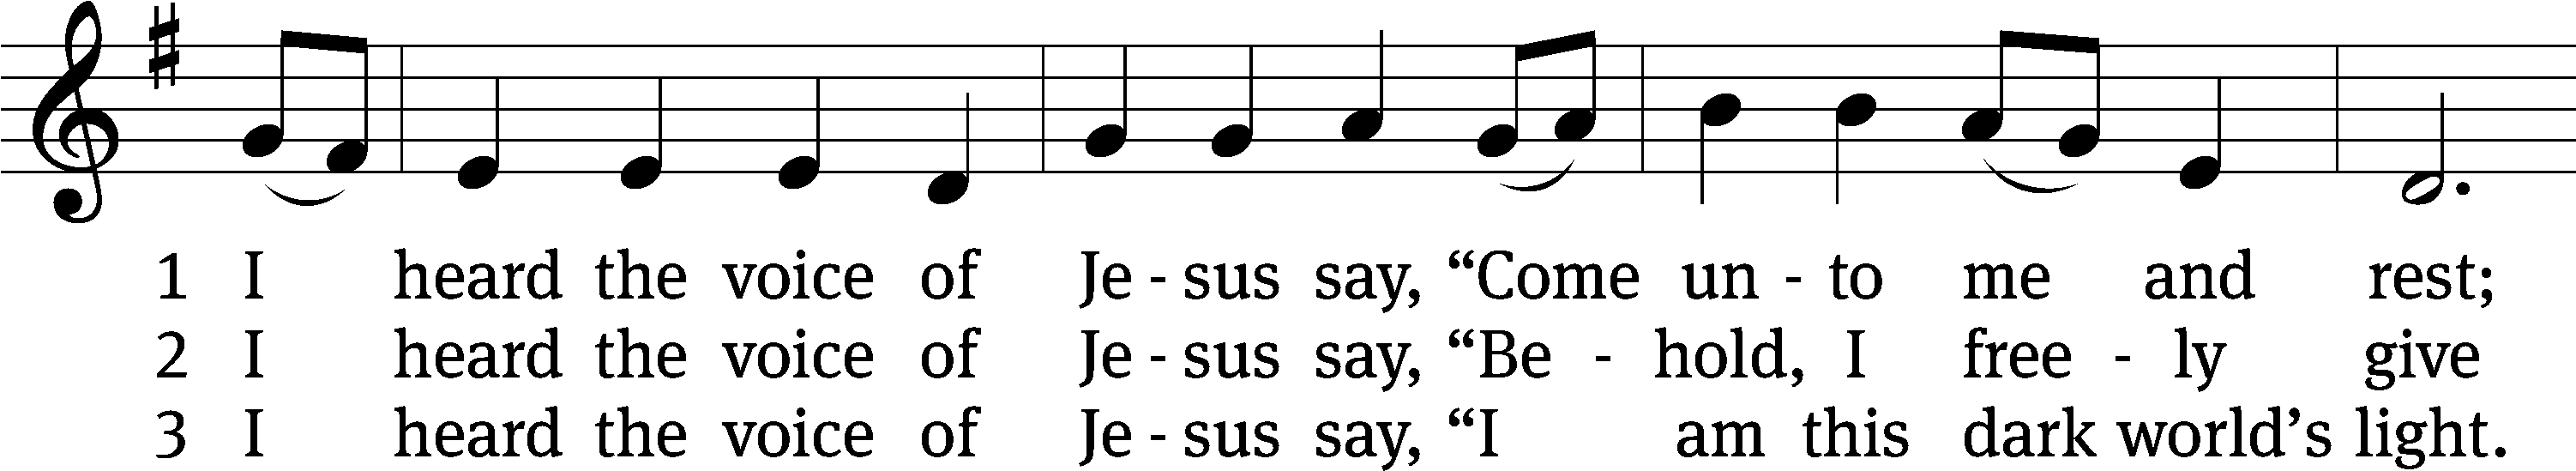 1 I heard the voice of Je - sus say, “Come un - to me and rest;
2 I heard the voice of Je - sus say, “Be - hold, I free - ly give
3 I heard the voice of Je - sus say, “I am this dark world’s light.